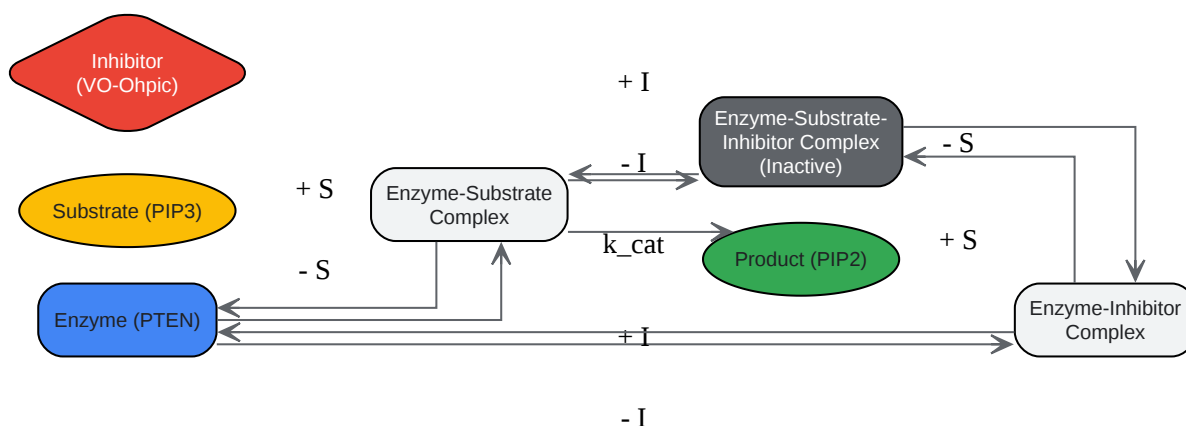 Inhibitor
(VO-Ohpic)
+ I
Enzyme-Substrate-
Inhibitor Complex
(Inactive)
- S
- I
+ S
Enzyme-Substrate
Complex
Substrate (PIP3)
k_cat
+ S
Product (PIP2)
- S
Enzyme (PTEN)
Enzyme-Inhibitor
Complex
+ I
- I